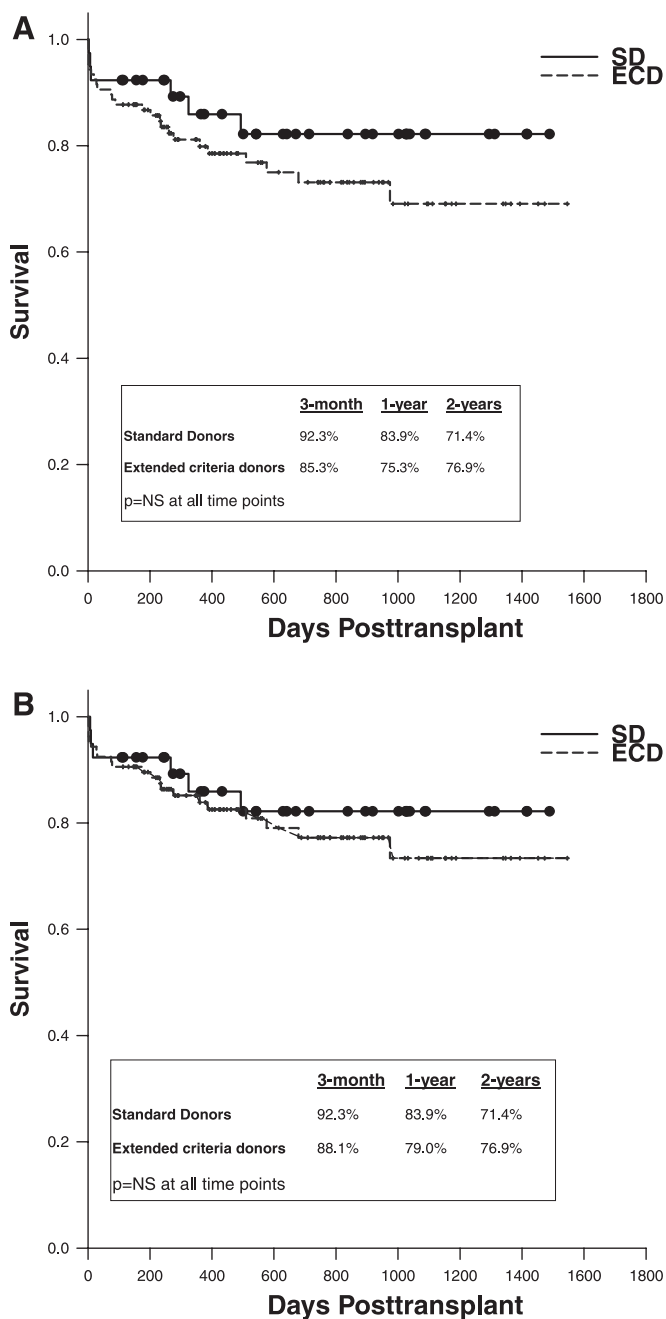 A
1.0
0.8
0.6
0.4
0.2
0.0
Survival
SD
ECD
3-month 1-year 2-years
Standard Donors 92.3% 83.9% 71.4%
Extended criteria donors 85.3% 75.3% 76.9%
p=NS at all time points
0 200 400 600 800 1000 1200 1400 1600 1800
Days Posttransplant
B
1.0
0.8
0.6
0.4
0.2
0.0
Survival
SD
ECD
3-month 1-year 2-years
Standard Donors 92.3% 83.9% 71.4%
Extended criteria donors 88.1% 79.0% 76.9%
p=NS at all time points
0 200 400 600 800 1000 1200 1400 1600 1800
Days Posttransplant